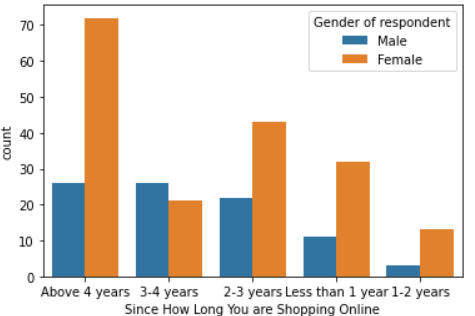 Gender of respondent
Male
Female
70
60
50
40
30
20
10
0
count
Above 4 years 3-4 years 2-3 years Less than 1 year 1-2 years
Since How Long You are Shopping Online